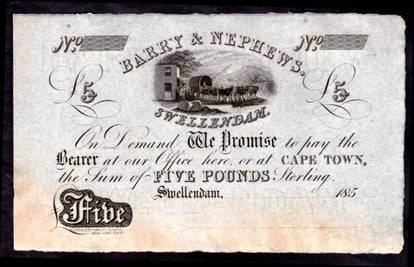 No No
BARRY & NEPHEWS,
£5 £5
SWELLENDAM.
On Demand We Promise to pay the
Bearer at our Office here, or at CAPE TOWN,
the Sum of FIVE POUNDS Sterling.
Swellendam, 185
Five